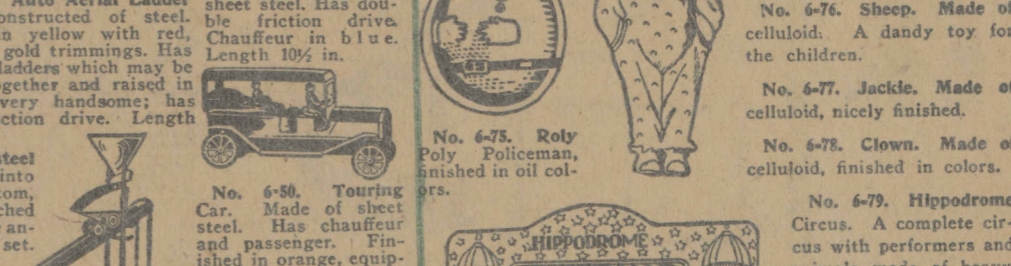 Auto Aerial Ladder
onstructed of steel.
n yellow with red,
gold trimmings. Has
ladders which may be
ogether and raised in
very handsome; has
ction drive. Length
steel
into
tom,
ched
an-
set.
sheet steel. Has dou-
ble friction drive.
Chauffeur in blue.
Length 10½ in.
No. 6-50. Touring
Car. Made of sheet
steel. Has chauffeur
and passenger. Fin-
ished in orange, equip-
No. 6-75. Roly
Poly Policeman,
finished in oil col-
ors.
HIPPODROME
No. 6-76. Sheep. Made of
celluloid. A dandy toy for
the children.
No. 6-77. Jackie. Made of
celluloid, nicely finished.
No. 6-78. Clown. Made of
celluloid, finished in colors.
No. 6-79. Hippodrome
Circus. A complete cir-
cus with performers and